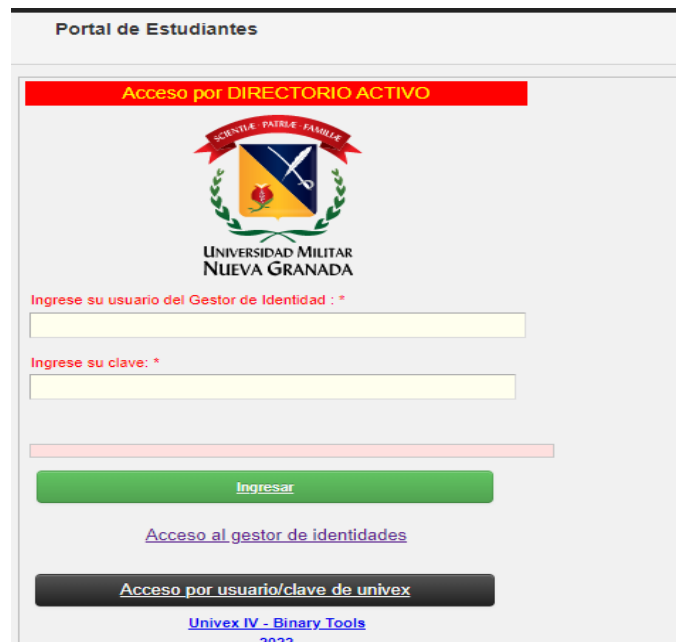 Portal de Estudiantes
Acceso por DIRECTORIO ACTIVO
SCIENTIÆ - PATRIÆ - FAMILIÆ
UNIVERSIDAD MILITAR
NUEVA GRANADA
Ingrese su usuario del Gestor de Identidad : *
Ingrese su clave: *
Ingresar
Acceso al gestor de identidades
Acceso por usuario/clave de univex
Univex IV - Binary Tools